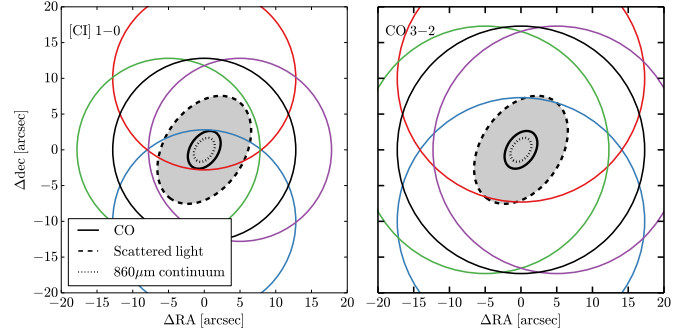 [CI] 1−0
CO 3−2
20
15
10
5
0
−5
−10
−15
−20
Δdec [arcsec]
CO
Scattered light
860μm continuum
−20 −15 −10 −5 0 5 10 15 20
−20 −15 −10 −5 0 5 10 15 20
ΔRA [arcsec]
ΔRA [arcsec]